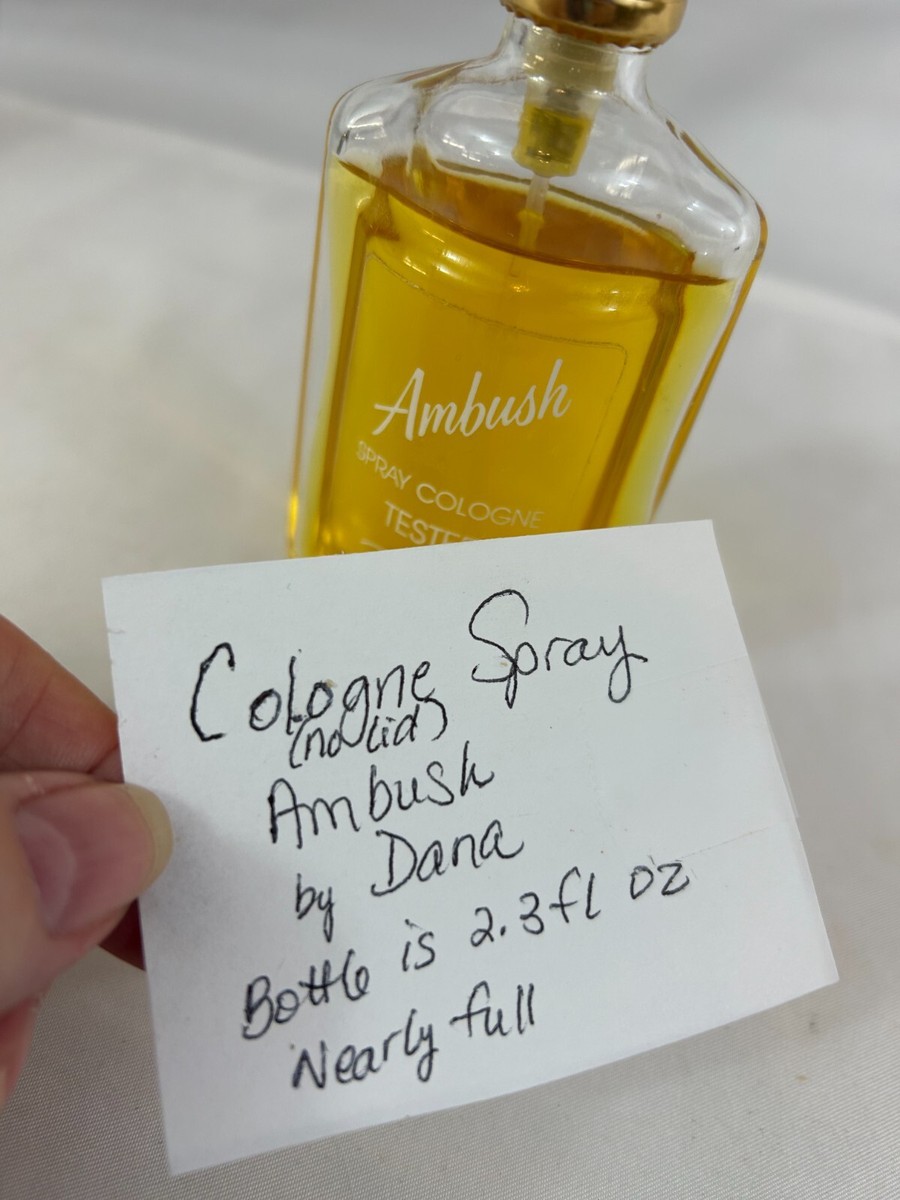 Ambush
SPRAY COLOGNE
Cologne Spray
(no lid)
Ambush
by Dana
Bottle is 2.3 fl oz
Nearly full